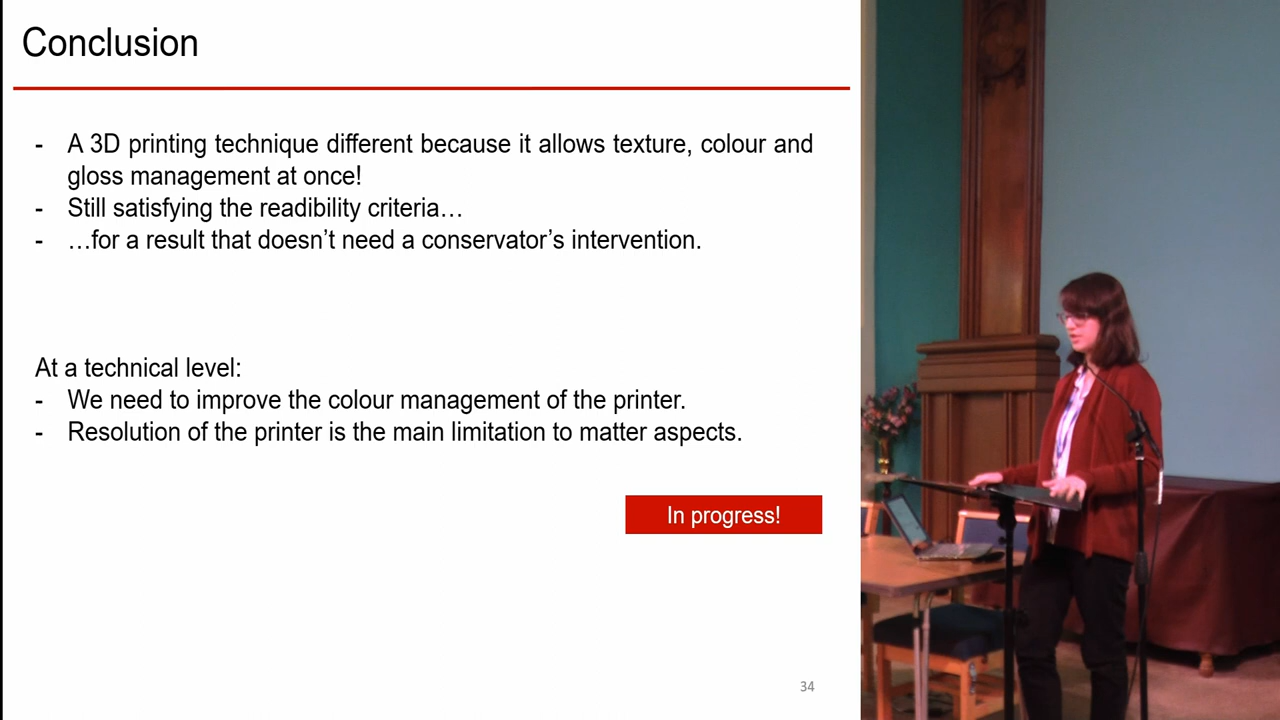 Conclusion
- A 3D printing technique different because it allows texture, colour and
gloss management at once!
- Still satisfying the readibility criteria…
- …for a result that doesn't need a conservator's intervention.
At a technical level:
- We need to improve the colour management of the printer.
- Resolution of the printer is the main limitation to matter aspects.
In progress!
34